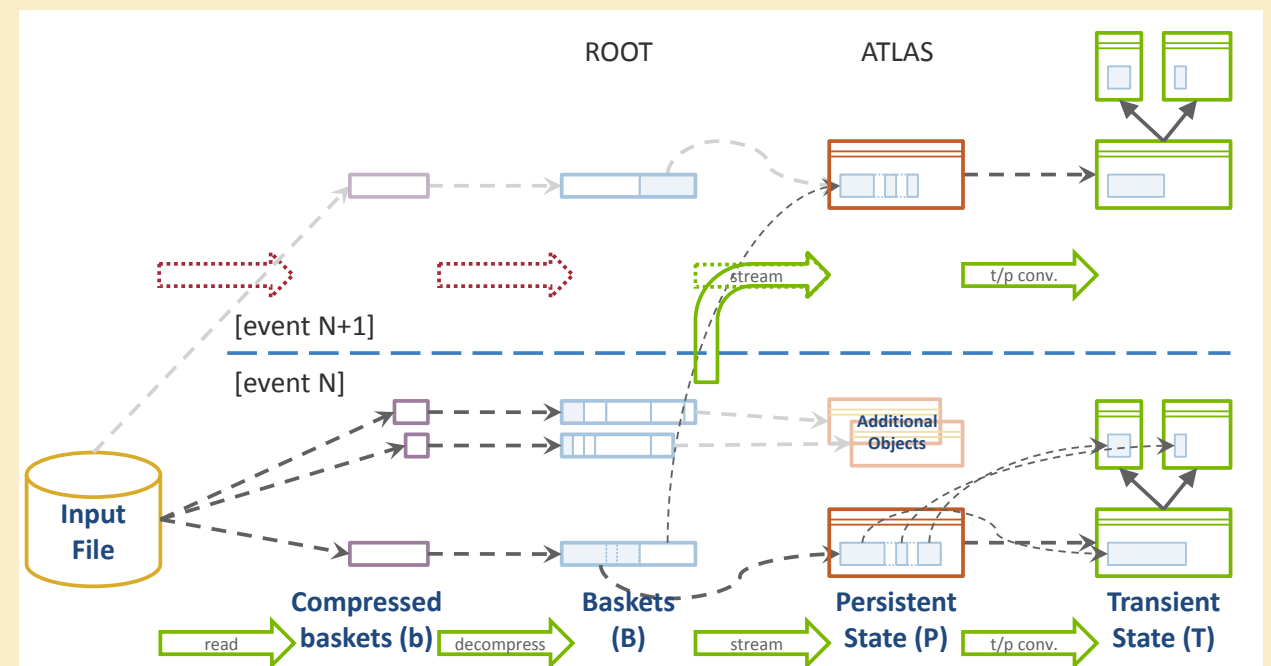 ROOT
ATLAS
stream
t/p conv.
[event N+1]
[event N]
Additional
Objects
Input
File
Compressed
baskets (b)
Baskets
(B)
Persistent
State (P)
Transient
State (T)
read
decompress
stream
t/p conv.